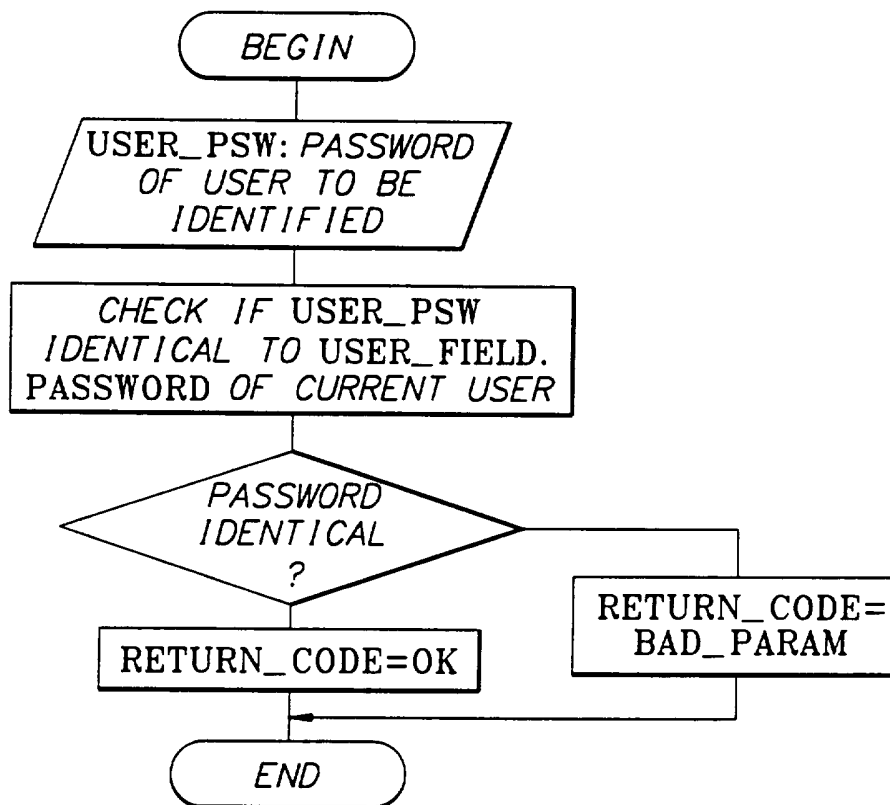 BEGIN
USER_PSW: PASSWORD
OF USER TO BE
IDENTIFIED
CHECK IF USER_PSW
IDENTICAL TO USER_FIELD.
PASSWORD OF CURRENT USER
PASSWORD
IDENTICAL
?
RETURN_CODE=
BAD_PARAM
RETURN_CODE=OK
END